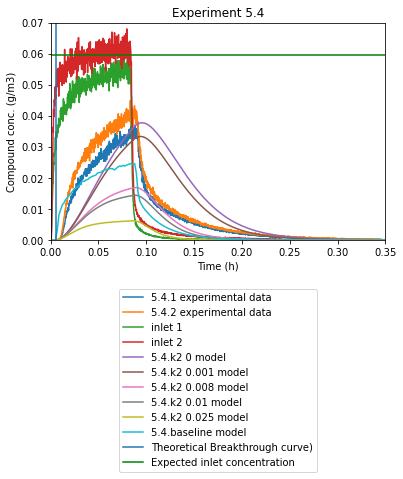 Experiment 5.4
Compound conc. (g/m3)
0.07
0.06
0.05
0.04
0.03
0.02
0.01
0.00
0.00 0.05 0.10 0.15 0.20 0.25 0.30 0.35
Time (h)
5.4.1 experimental data
5.4.2 experimental data
inlet 1
inlet 2
5.4.k2 0 model
5.4.k2 0.001 model
5.4.k2 0.008 model
5.4.k2 0.01 model
5.4.k2 0.025 model
5.4.baseline model
Theoretical Breakthrough curve)
Expected inlet concentration